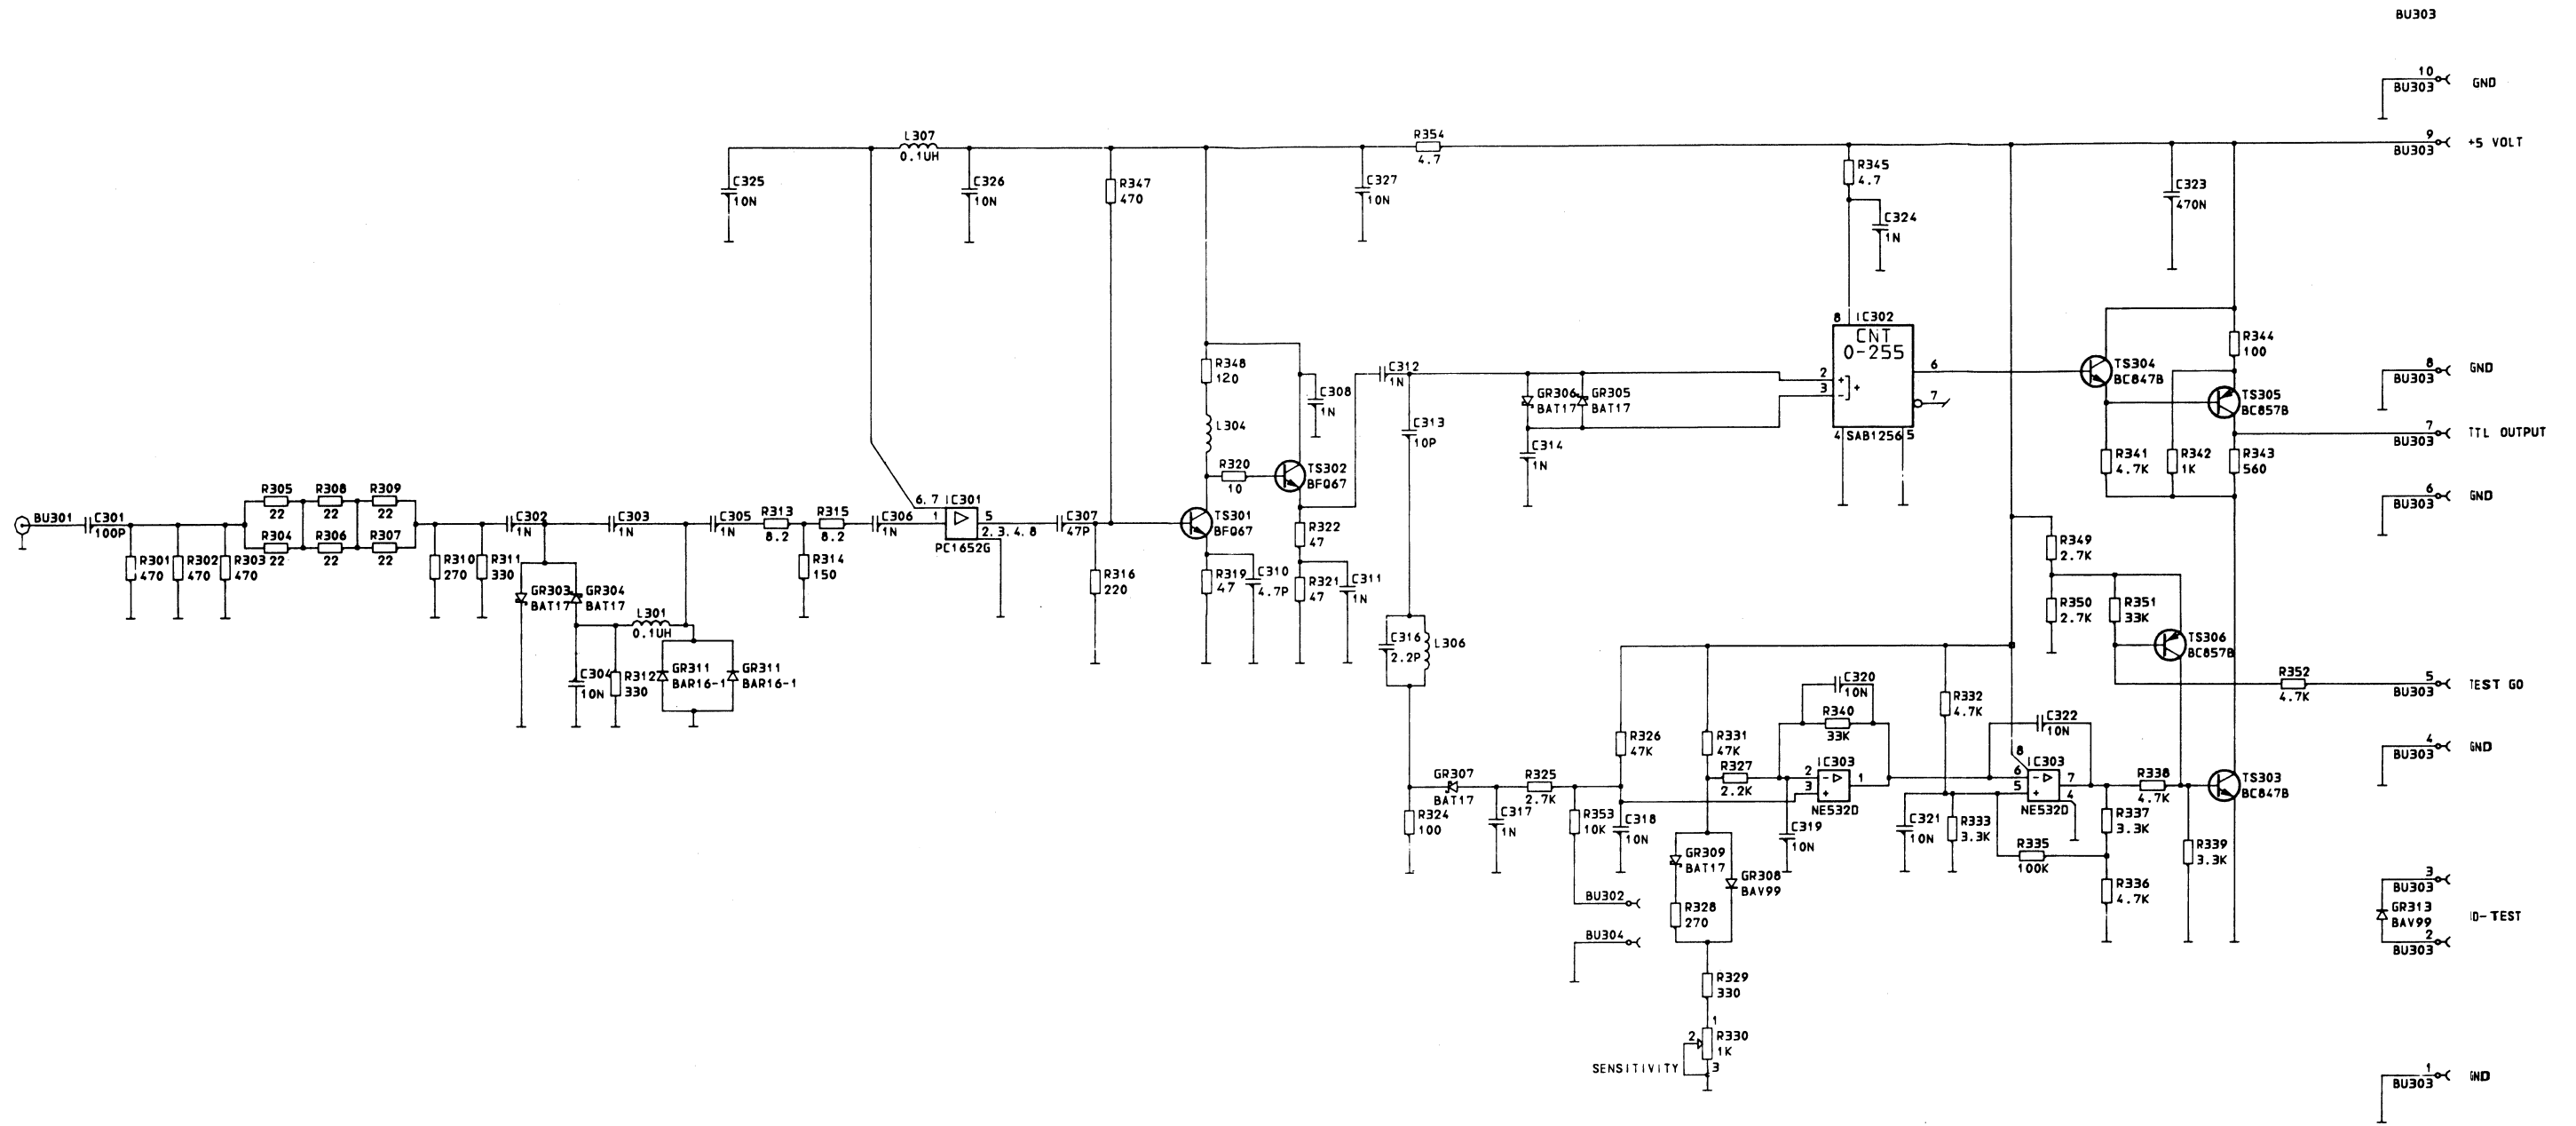 BU303
10
BU303
GND
9
BU303
+5 VOLT
L307
0.1UH
R354
4.7
C325
10N
C326
10N
R347
470
C327
10N
R345
4.7
C324
1N
C323
470N
8
IC302
CNT
0-255
2
3
+
-
+
6
7
4
SAB1256
5
R348
120
L304
C308
1N
C312
1N
GR306
BAT17
GR305
BAT17
C313
10P
C314
1N
TS304
BC847B
R344
100
TS305
BC857B
8
BU303
GND
7
BU303
TTL OUTPUT
R341
4.7K
R342
1K
R343
560
6
BU303
GND
R320
10
TS302
BFQ67
BU301
C301
100P
R305
22
R308
22
R309
22
R304
22
R306
22
R307
22
R301
470
R302
470
R303
470
R310
270
R311
330
C302
1N
C303
1N
C305
1N
R313
8.2
R315
8.2
R314
150
C306
1N
6.7
IC301
1
5
2.3.4.8
PC1652G
C307
47P
TS301
BFQ67
R316
220
R319
47
C310
4.7P
R322
47
R321
47
C311
1N
GR303
BAT17
GR304
BAT17
L301
0.1UH
C304
10N
R312
330
GR311
BAR16-1
GR311
BAR16-1
C316
2.2P
L306
R349
2.7K
R350
2.7K
R351
33K
TS306
BC857B
R352
4.7K
5
BU303
TEST GO
R326
47K
R331
47K
C320
10N
R340
33K
R332
4.7K
C322
10N
4
BU303
GND
GR307
BAT17
R325
2.7K
R327
2.2K
2
3
IC303
-
+
1
NE532D
8
6
5
IC303
-
+
7
4
NE532D
R338
4.7K
TS303
BC847B
R324
100
C317
1N
R353
10K
C318
10N
C319
10N
C321
10N
R333
3.3K
R335
100K
R337
3.3K
R339
3.3K
R336
4.7K
GR309
BAT17
GR308
BAV99
R328
270
BU302
BU304
3
BU303
GR313
BAV99
2
BU303
D-TEST
R329
330
1
2
R330
1K
3
SENSITIVITY
1
BU303
GND